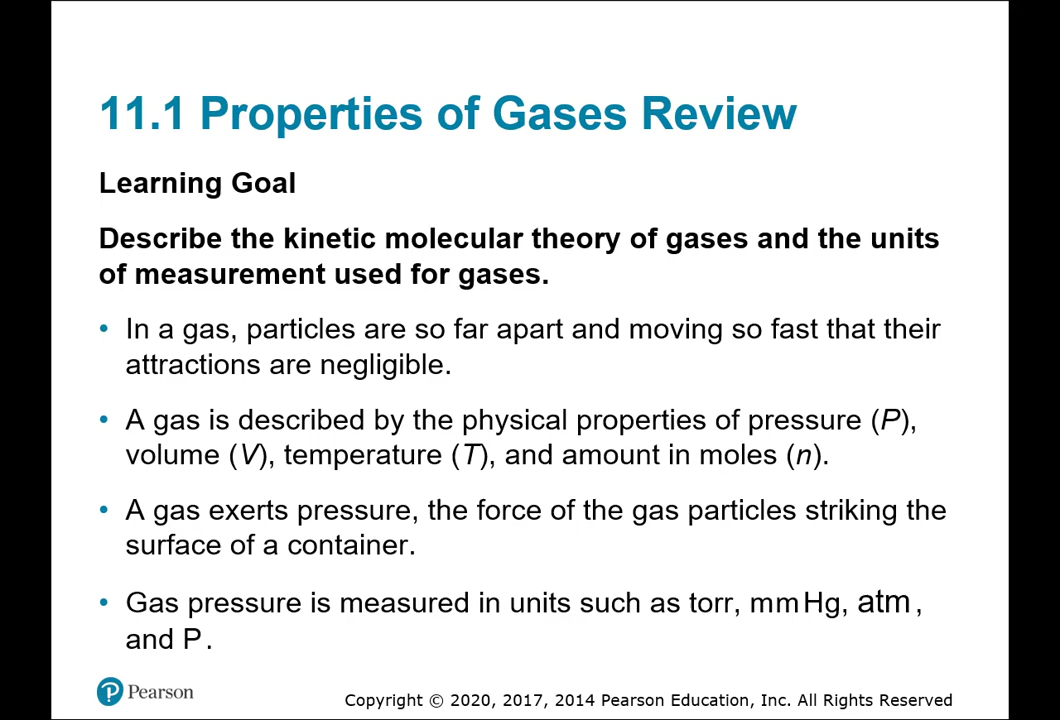 11.1 Properties of Gases Review
Learning Goal
Describe the kinetic molecular theory of gases and the units
of measurement used for gases.
• In a gas, particles are so far apart and moving so fast that their
attractions are negligible.
• A gas is described by the physical properties of pressure (P),
volume (V), temperature (T), and amount in moles (n).
• A gas exerts pressure, the force of the gas particles striking the
surface of a container.
• Gas pressure is measured in units such as torr, mmHg, atm,
and P.
P Pearson
Copyright © 2020, 2017, 2014 Pearson Education, Inc. All Rights Reserved